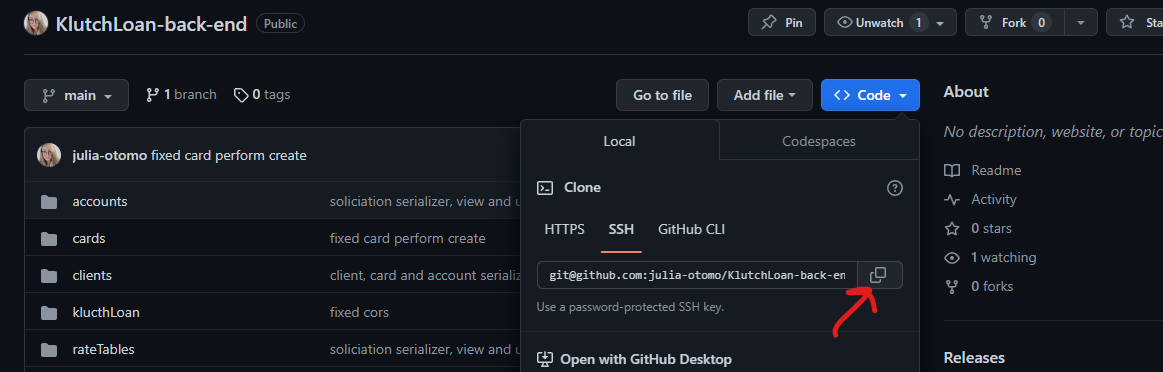 KlutchLoan-back-end Public Pin Unwatch 1 Fork 0 Sta
main 1 branch 0 tags Go to file Add file Code
About
No description, website, or topic
julia-otomo fixed card perform create
Local Codespaces
Readme
accounts soliciation serializer, view and u
Clone
Activity
cards fixed card perform create
HTTPS SSH GitHub CLI
0 stars
clients client, card and account serializ
git@github.com:julia-otomo/KlutchLoan-back-en
1 watching
klucthLoan fixed cors
Use a password-protected SSH key.
0 forks
rateTables soliciation serializer, view and u
Open with GitHub Desktop
Releases